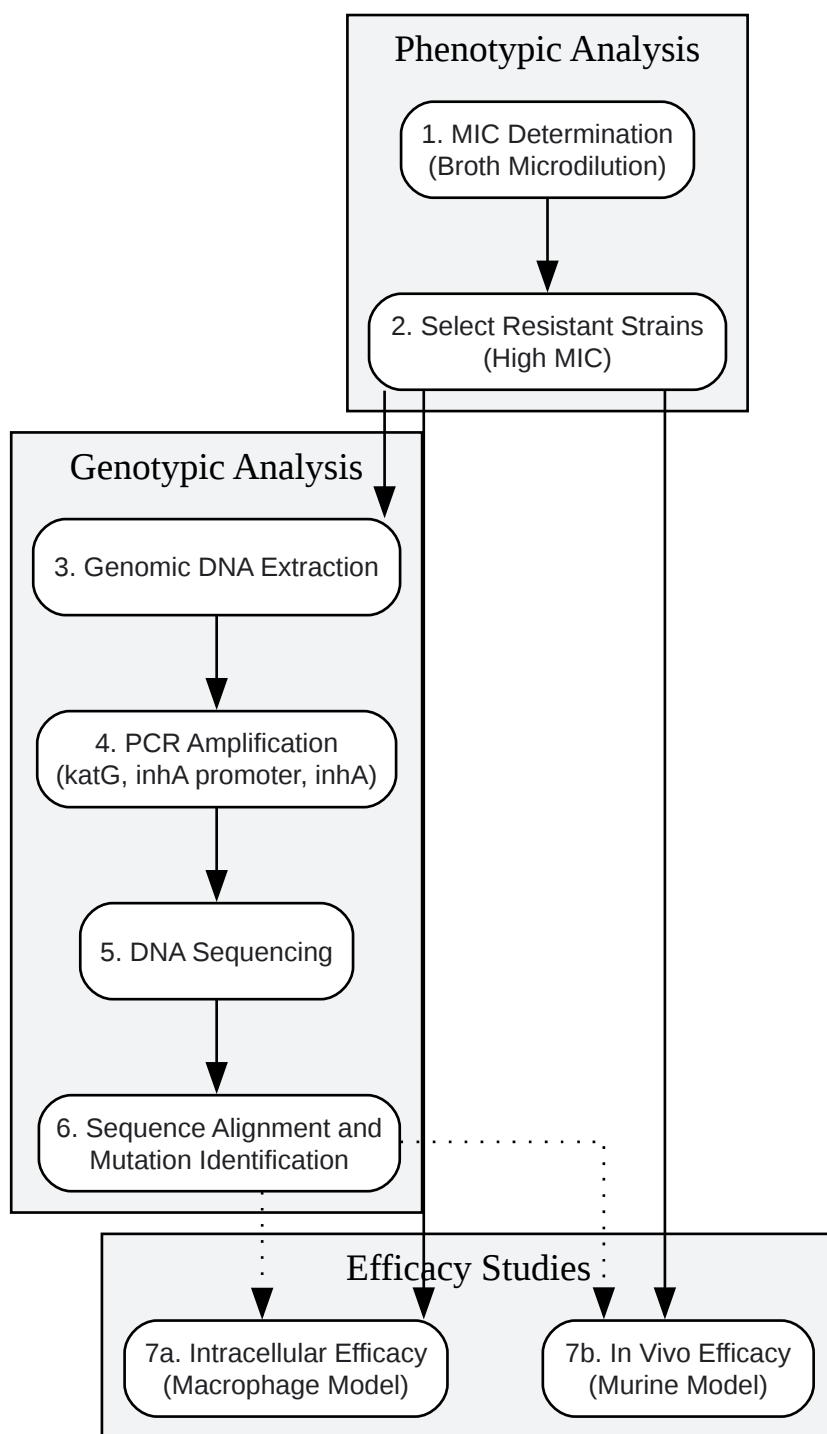 Phenotypic Analysis
1. MIC Determination
(Broth Microdilution)
2. Select Resistant Strains
(High MIC)
Genotypic Analysis
3. Genomic DNA Extraction
4. PCR Amplification
(katG, inhA promoter, inhA)
5. DNA Sequencing
6. Sequence Alignment and
Mutation Identification
Efficacy Studies
7a. Intracellular Efficacy
(Macrophage Model)
7b. In Vivo Efficacy
(Murine Model)